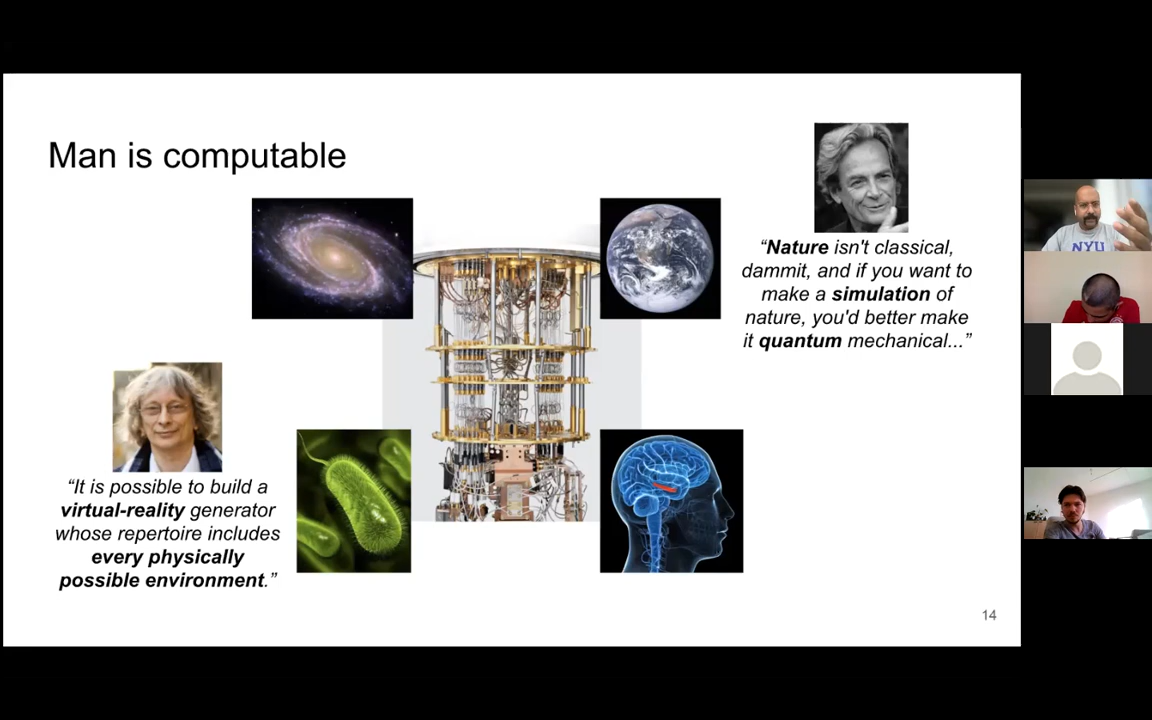 Man is computable
“Nature isn't classical,
dammit, and if you want to
make a simulation of
nature, you'd better make
it quantum mechanical...”
“It is possible to build a
virtual-reality generator
whose repertoire includes
every physically
possible environment.”
14
NYU